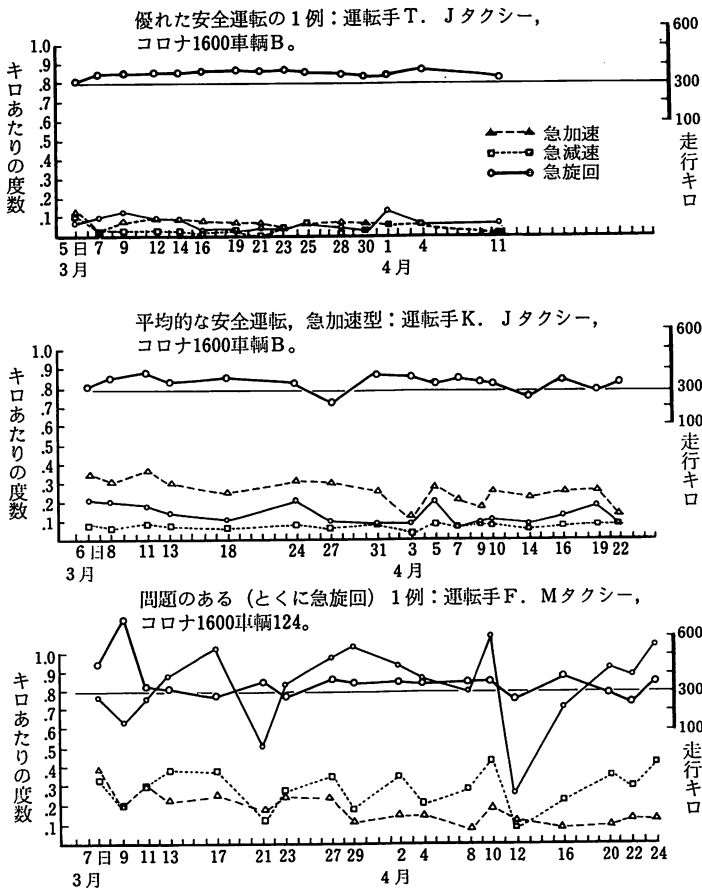 優れた安全運転の1例：運転手T．Jタクシー，
コロナ1600車輌B。
キロあたりの度数
1.0
.9
.8
.7
.6
.5
.4
.3
.2
.1
600
300
100
走行キロ
急加速
急減速
急旋回
5日 7 9 12 14 16 19 21 23 25 28 30 1 4 11
3月 4月
平均的な安全運転，急加速型：運転手K．Jタクシー，
コロナ1600車輌B。
キロあたりの度数
1.0
.9
.8
.7
.6
.5
.4
.3
.2
.1
600
300
100
走行キロ
6日8 11 13 18 24 27 31 3 5 7 9 10 14 16 19 22
3月 4月
問題のある（とくに急旋回）1例：運転手F．Mタクシー，
コロナ1600車輌124。
キロあたりの度数
1.0
.9
.8
.7
.6
.5
.4
.3
.2
.1
600
300
100
走行キロ
7日 9 11 13 17 21 23 27 29 2 4 8 10 12 16 20 22 24
3月 4月